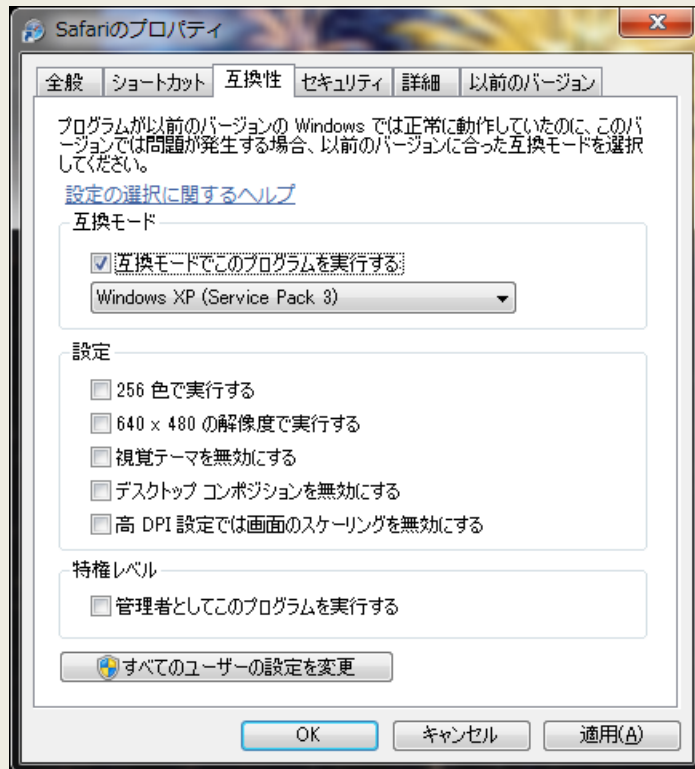 Safariのプロパティ
全般
ショートカット
互換性
セキュリティ
詳細
以前のバージョン
プログラムが以前のバージョンの Windows では正常に動作していたのに、このバ
ージョンでは問題が発生する場合、以前のバージョンに合った互換モードを選択
してください。
設定の選択に関するヘルプ
互換モード
互換モードでこのプログラムを実行する:
Windows XP (Service Pack 3)
設定
256 色で実行する
640 x 480 の解像度で実行する
視覚テーマを無効にする
デスクトップ コンポジションを無効にする
高 DPI 設定では画面のスケーリングを無効にする
特権レベル
管理者としてこのプログラムを実行する
すべてのユーザーの設定を変更
OK
キャンセル
適用(A)